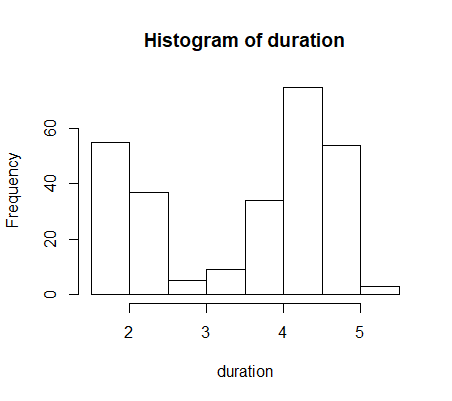 Histogram of duration
Frequency
60
40
20
0
2 3 4 5
duration